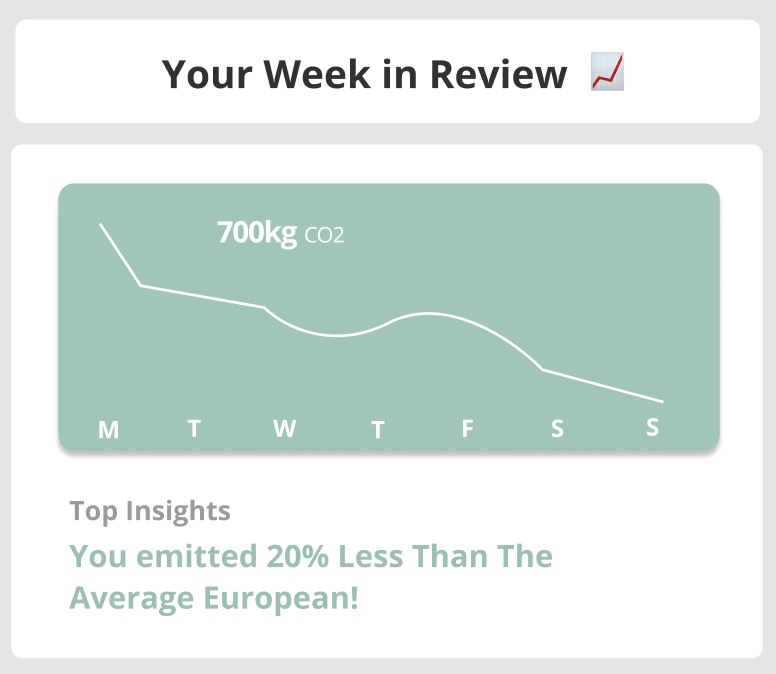 Your Week in Review 📈
700kg CO2
M T W T F S S
Top Insights
You emitted 20% Less Than The
Average European!